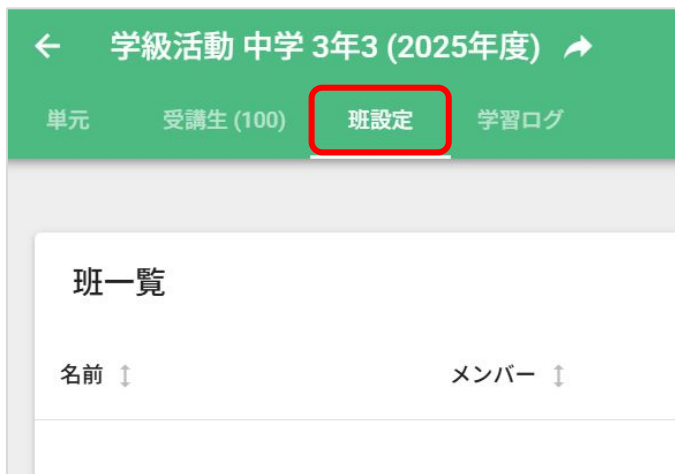 学級活動 中学 3年3 (2025年度)
単元 受講生 (100) 班設定 学習ログ
班一覧
名前 メンバー